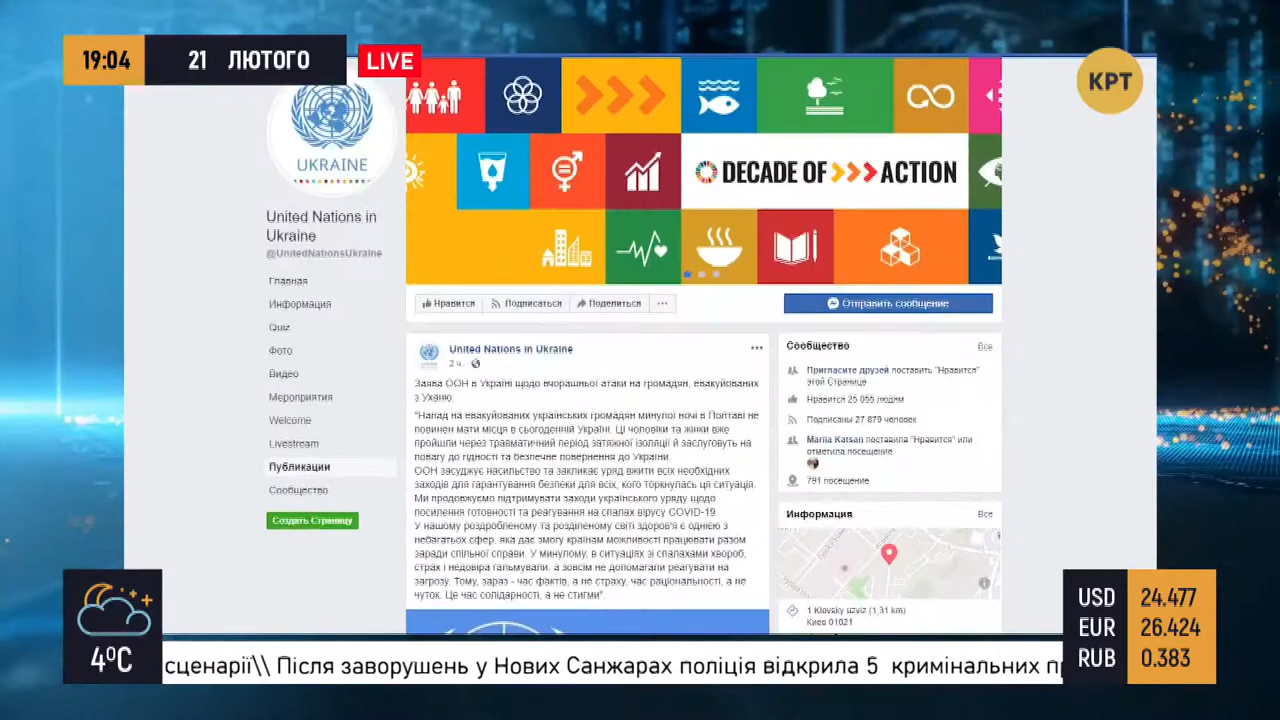 19:04
21 ЛЮТОГО
LIVE
КРТ
UKRAINE
DECADE OF >>> ACTION
United Nations in
Ukraine
@UnitedNationsUkraine
Главная
Информация
Quiz
Фото
Видео
Мероприятия
Welcome
Livestream
Публикации
Сообщество
Создать Страницу
Нравится
Подписаться
Поделиться
Отправить сообщение
United Nations in Ukraine
2 ч.
Заява ООН в Україні щодо вчорашньої атаки на громадян, евакуйованих
з Уханю:
"Напад на евакуйованих українських громадян минулої ночі в Полтаві не
повинен мати місця в сьогоденній Україні. Ці чоловіки та жінки вже
пройшли через травматичний період затяжної ізоляції й заслуговують на
повагу до гідності та безпечне повернення до України.
ООН засуджує насильство та закликає уряд вжити всіх необхідних
заходів для гарантування безпеки для всіх, кого торкнулась ця ситуація.
Ми продовжуємо підтримувати заходи українського уряду щодо
посилення готовності та реагування на спалах вірусу COVID-19.
У нашому роздробленому та розділеному світі здоров'я є однією з
небагатьох сфер, яка дає змогу країнам можливості працювати разом
заради спільної справи. У минулому, в ситуаціях зі спалахами хвороб,
страх і недовіра гальмували, а зовсім не допомагали реагувати на
загрозу. Тому, зараз - час фактів, а не страху, час раціональності, а не
чуток. Це час солідарності, а не стигми".
Сообщество
Все
Пригласите друзей поставить "Нравится"
этой Странице
Нравится 25 055 людям
Подписаны 27 879 человек
Mariia Katsan поставила "Нравится" или
отметила посещение
791 посещение
Информация
Все
1 Klovsky uzviz (1,31 km)
Киев 01021
4°C
USD 24.477
EUR 26.424
RUB 0.383
сценарії\\ Після заворушень у Нових Санжарах поліція відкрила 5 кримінальних